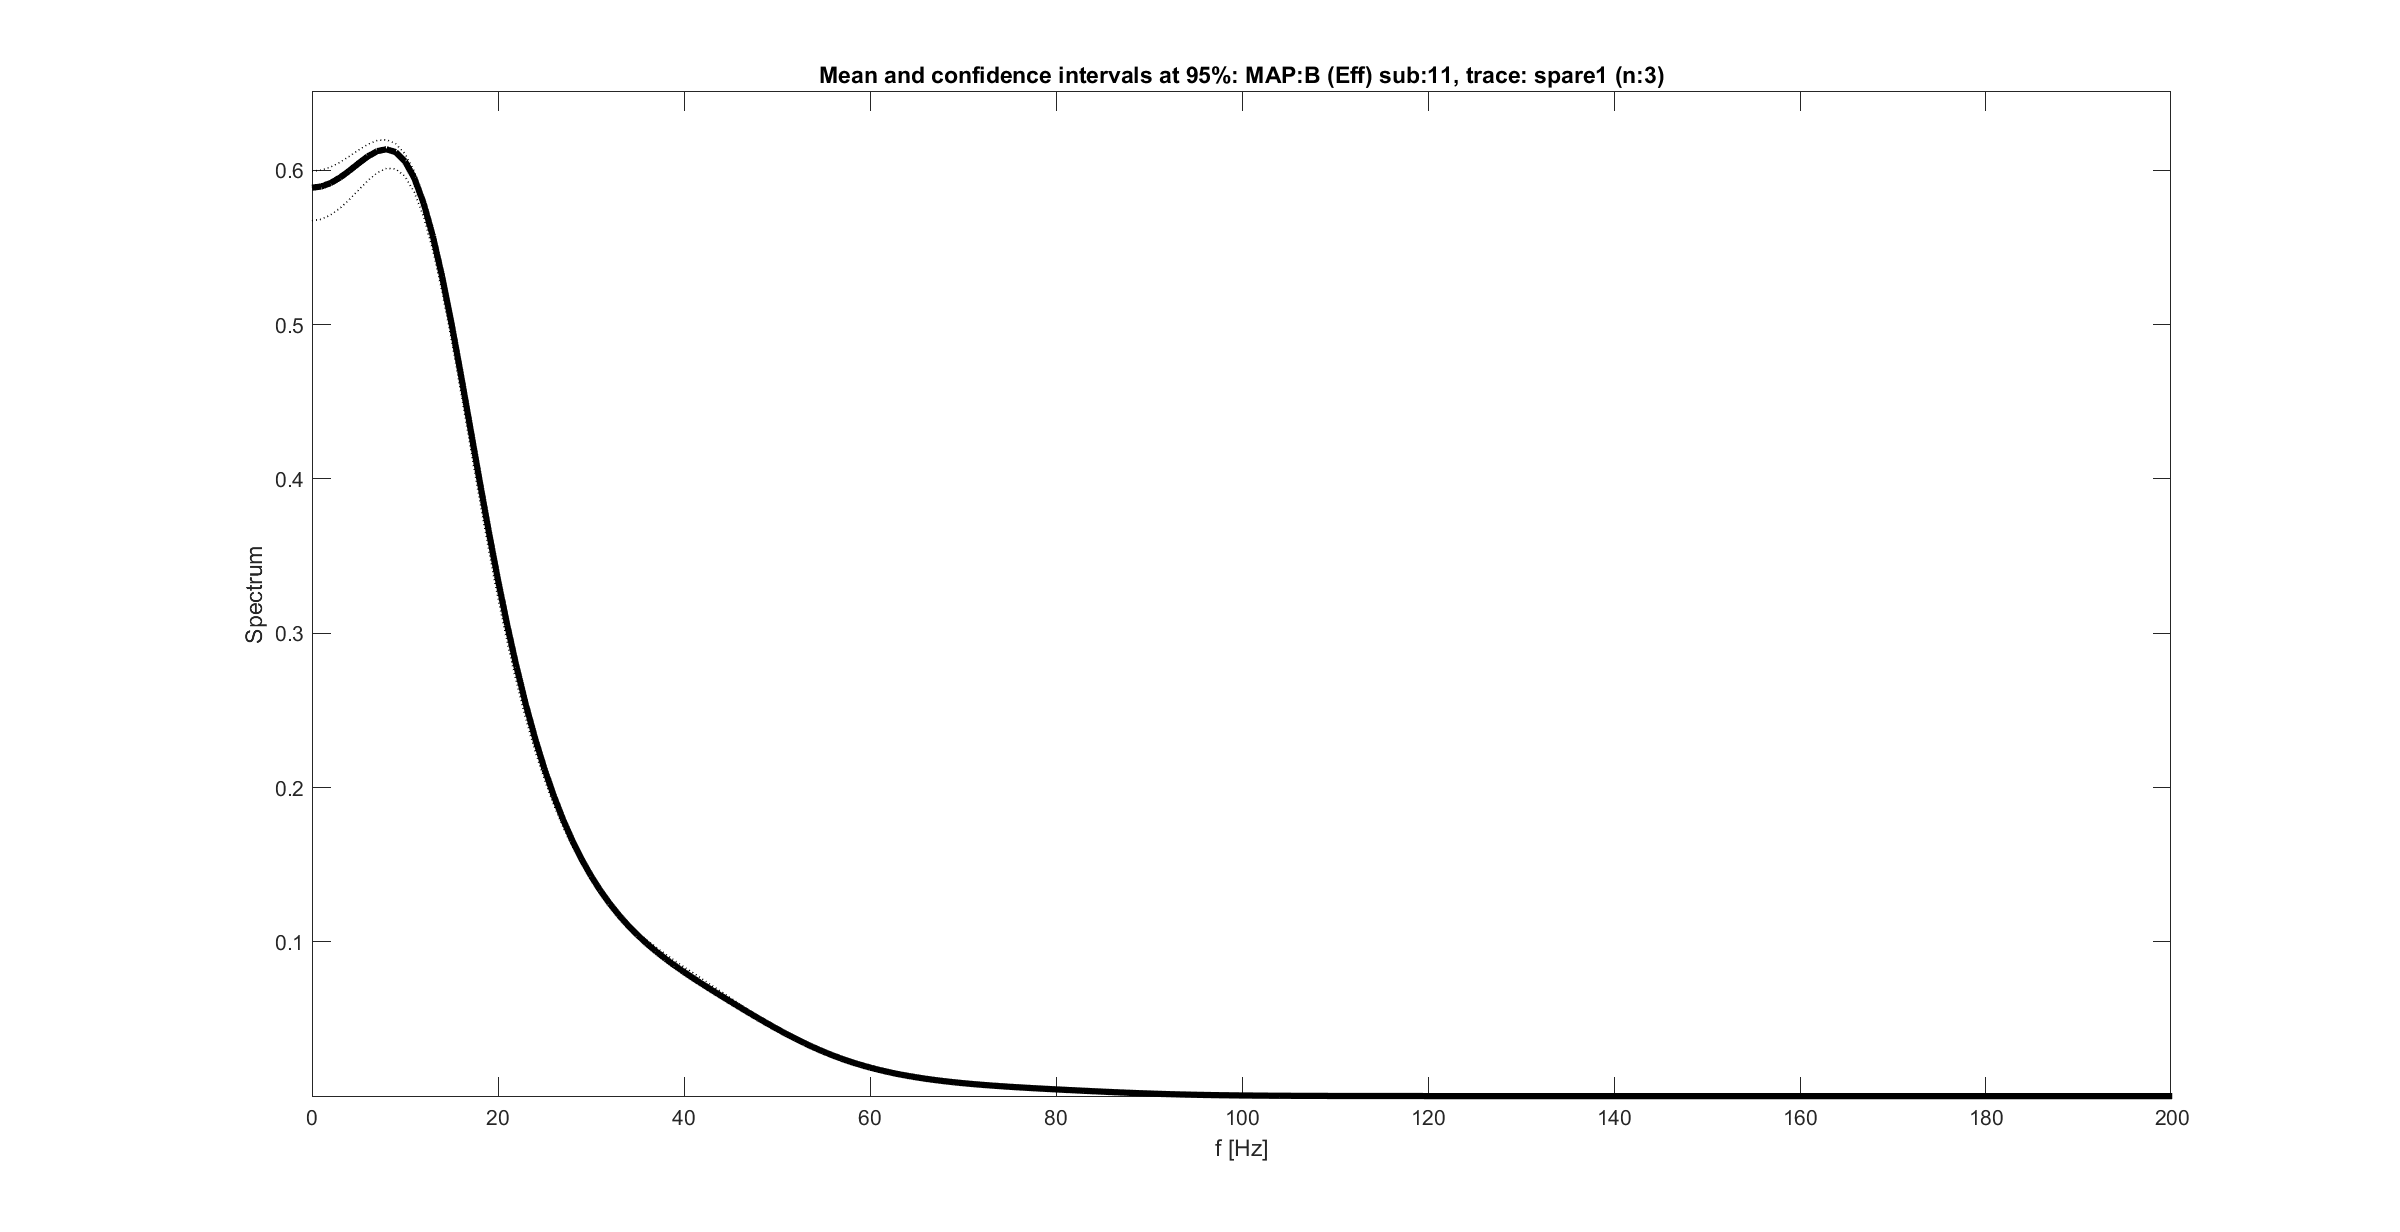 Mean and confidence intervals at 95%: MAP:B (Eff) sub:11, trace: spare1 (n:3)
0.6
0.5
0.4
0.3
0.2
0.1
Spectrum
0 20 40 60 80 100 120 140 160 180 200
f [Hz]